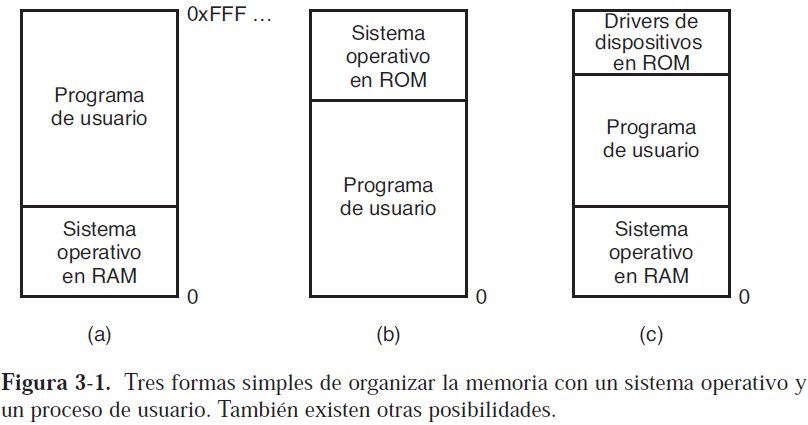 0xFFF …
Programa
de usuario
Sistema
operativo
en RAM
0
(a)
Sistema
operativo
en ROM
Programa
de usuario
0
(b)
Drivers de
dispositivos
en ROM
Programa
de usuario
Sistema
operativo
en RAM
0
(c)
Figura 3-1. Tres formas simples de organizar la memoria con un sistema operativo y
un proceso de usuario. También existen otras posibilidades.